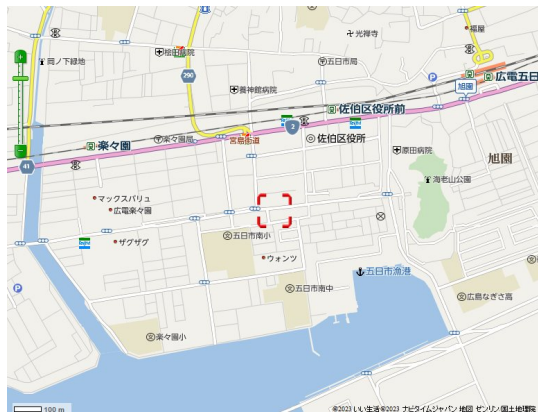 福屋
光禅寺
桧田病院
五日市局
岡ノ下緑地
広電五日
旭園
290
養神館病院
佐伯区役所前
2
佐伯区役所
宮島街道
楽々園局
楽々園
41
原田病院
旭園
海老山公園
マックスバリュ
広電楽々園
五日市南小
ザグザグ
ウォンツ
五日市漁港
五日市南中
広島なぎさ高
楽々園小
100 m
©2023 いい生活 ©2023 ナビタイムジャパン 地図 ゼンリン 国土地理院